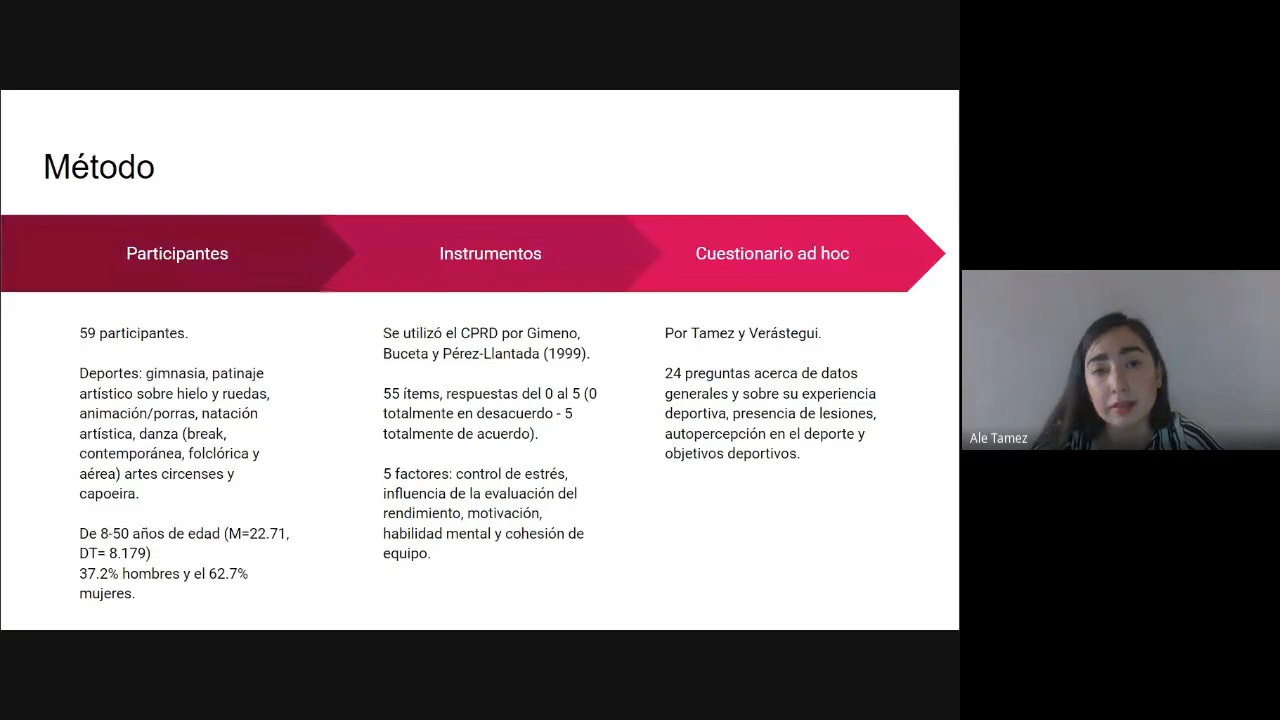 Método
Participantes
Instrumentos
Cuestionario ad hoc
59 participantes.
Deportes: gimnasia, patinaje
artístico sobre hielo y ruedas,
animación/porras, natación
artística, danza (break,
contemporánea, folclórica y
aérea) artes circenses y
capoeira.
De 8-50 años de edad (M=22.71,
DT= 8.179)
37.2% hombres y el 62.7%
mujeres.
Se utilizó el CPRD por Gimeno,
Buceta y Pérez-Llantada (1999).
55 ítems, respuestas del 0 al 5 (0
totalmente en desacuerdo - 5
totalmente de acuerdo).
5 factores: control de estrés,
influencia de la evaluación del
rendimiento, motivación,
habilidad mental y cohesión de
equipo.
Por Tamez y Verástegui.
24 preguntas acerca de datos
generales y sobre su experiencia
deportiva, presencia de lesiones,
autopercepción en el deporte y
objetivos deportivos.
Ale Tamez